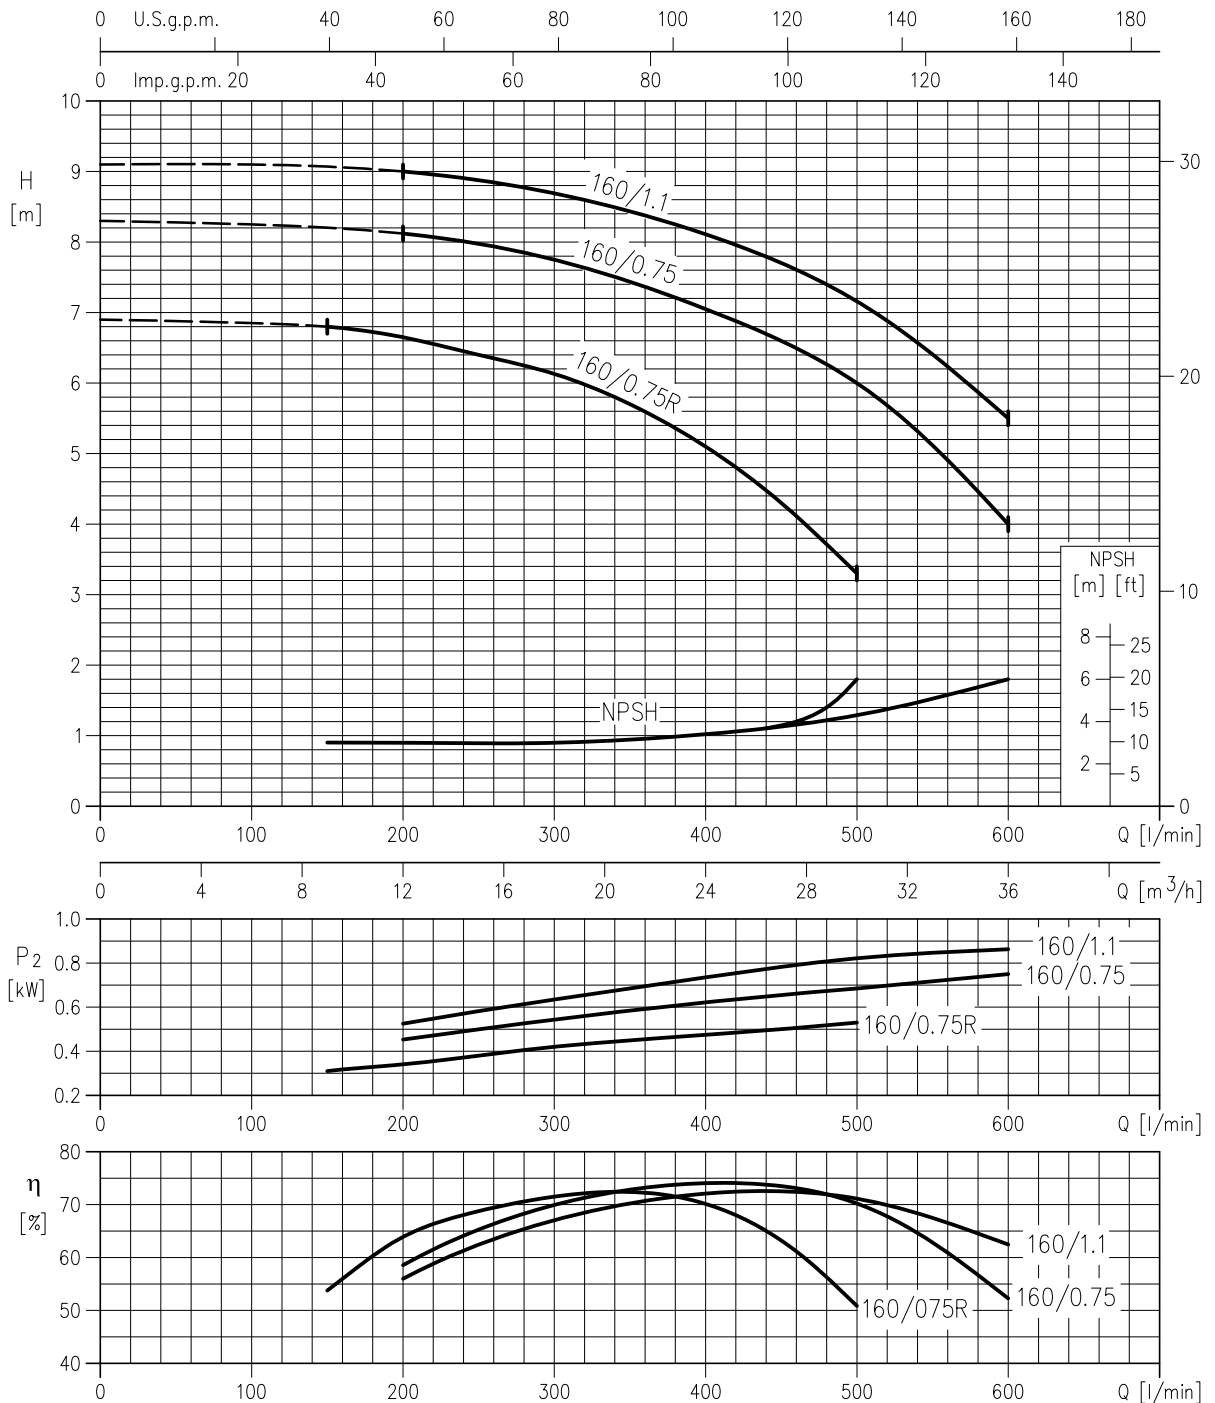 0 U.S.g.p.m. 40 60 80 100 120 140 160 180
0 Imp.g.p.m. 20 40 60 80 100 120 140
10
9
8
7
6
5
4
3
2
1
0
H
[m]
30
20
10
0
160/1.1
160/0.75
160/0.75R
NPSH
NPSH
[m] [ft]
8
6
4
2
25
20
15
10
5
0 100 200 300 400 500 600 Q [l/min]
0 4 8 12 16 20 24 28 32 36 Q [m³/h]
1.0
0.8
0.6
0.4
0.2
P2
[kW]
160/1.1
160/0.75
160/0.75R
0 100 200 300 400 500 600 Q [l/min]
80
70
60
50
40
η
[%]
160/1.1
160/0.75
160/075R
0 100 200 300 400 500 600 Q [l/min]